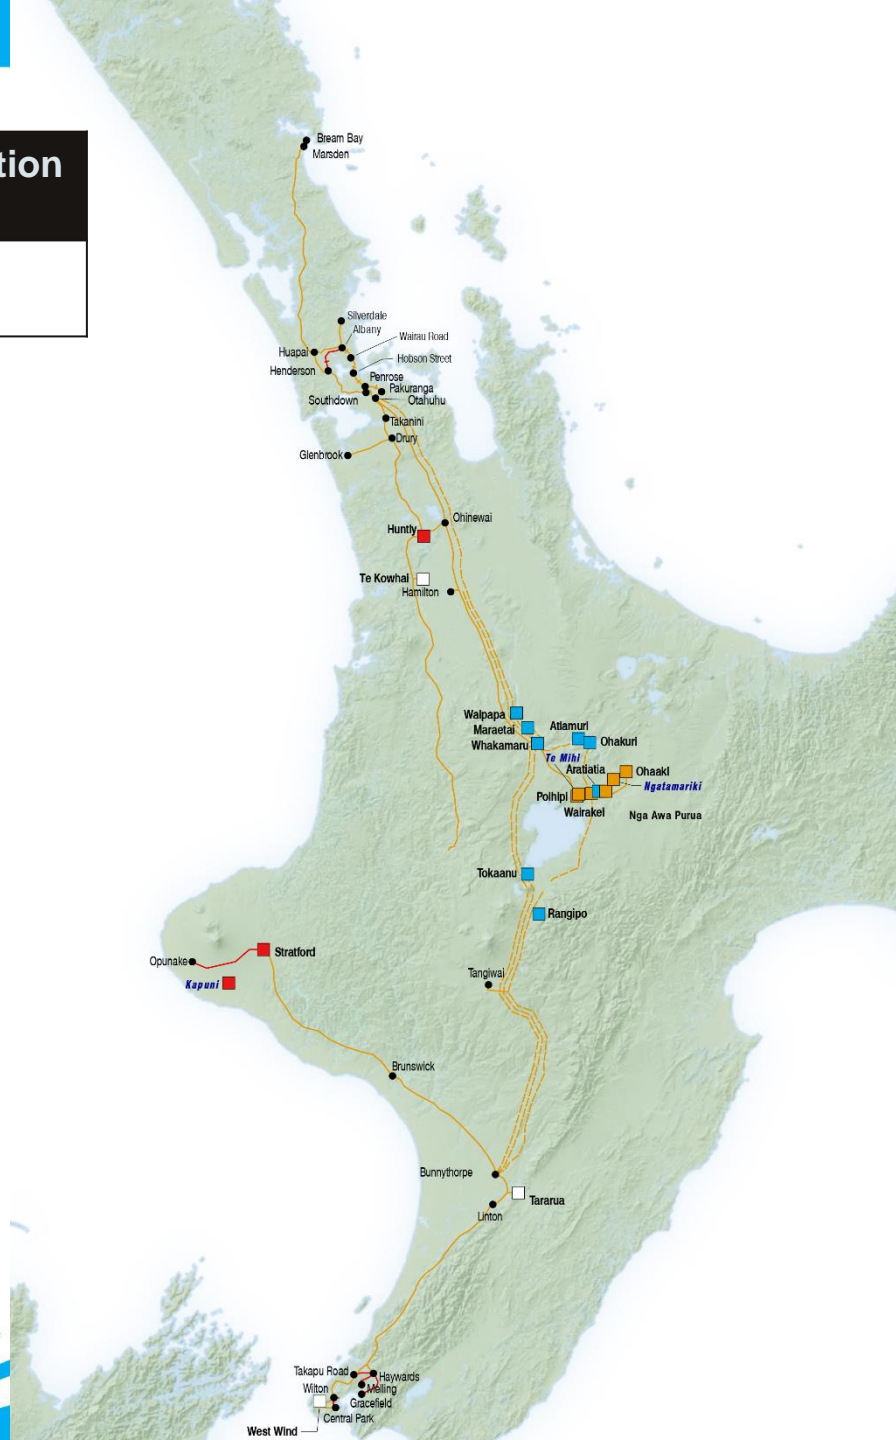 tion
Bream Bay
Marsden
Silverdale
Albany
Wairau Road
Huapai
Hobson Street
Henderson
Penrose
Pakuranga
Southdown
Otahuhu
Takanini
Drury
Glenbrook
Ohinewai
Huntly
Te Kowhai
Hamilton
Waipapa
Maraetai
Atiamuri
Whakamaru
Ohakuri
Te Mihi
Aratiatia
Ohaaki
Ngatamariki
Poihipi
Wairakei
Nga Awa Purua
Tokaanu
Rangipo
Stratford
Opunake
Tangiwai
Kapuni
Brunswick
Bunnythorpe
Tararua
Linton
Takapu Road
Haywards
Wilton
Melling
Gracefield
Central Park
West Wind